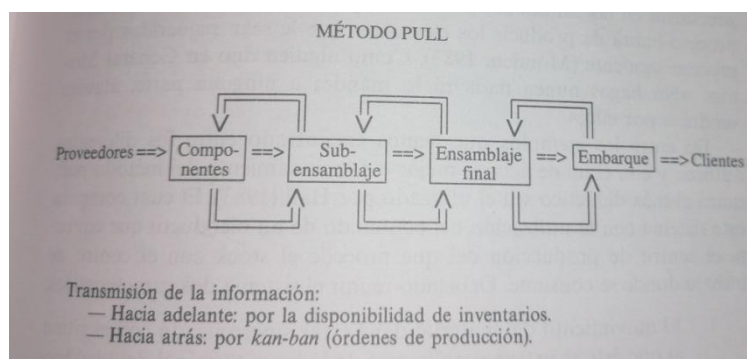 MÉTODO PULL
Proveedores ==> Compo- ==> Sub- ==> Ensamblaje ==> Embarque ==> Clientes
nentes ensamblaje final
Transmisión de la información:
— Hacia adelante: por la disponibilidad de inventarios.
— Hacia atrás: por kan-ban (órdenes de producción).